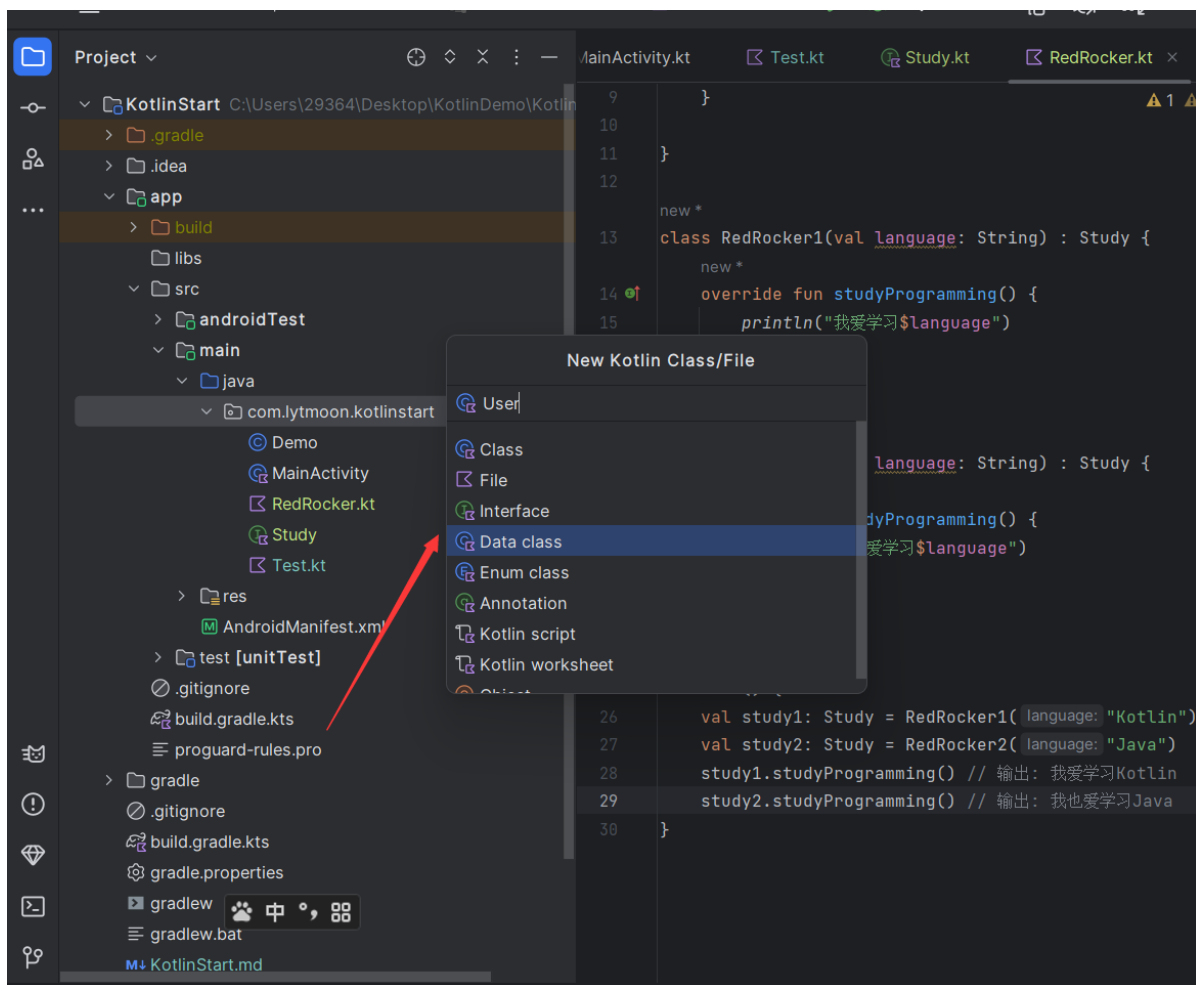 Project
KotlinStart C:\Users\29364\Desktop\KotlinDemo\Kotlin
.gradle
.idea
app
build
libs
src
androidTest
main
java
com.lytmoon.kotlinstart
Demo
MainActivity
RedRocker.kt
Study
Test.kt
res
AndroidManifest.xml
test [unitTest]
.gitignore
build.gradle.kts
proguard-rules.pro
gradle
.gitignore
build.gradle.kts
gradle.properties
gradlew
gradlew.bat
KotlinStart.md
中 °,
MainActivity.kt Test.kt Study.kt RedRocker.kt
9 } 1
10
11 }
12
new *
13 class RedRocker1(val language: String) : Study {
new *
14 override fun studyProgramming() {
15 println("我爱学习$language")
New Kotlin Class/File
User
Class
File
Interface
Data class
Enum class
Annotation
Kotlin script
Kotlin worksheet
Object
language: String) : Study {
dyProgramming() {
爱学习$language")
26 val study1: Study = RedRocker1( language: "Kotlin")
27 val study2: Study = RedRocker2( language: "Java")
28 study1.studyProgramming() // 输出: 我爱学习Kotlin
29 study2.studyProgramming() // 输出: 我也爱学习Java
30 }